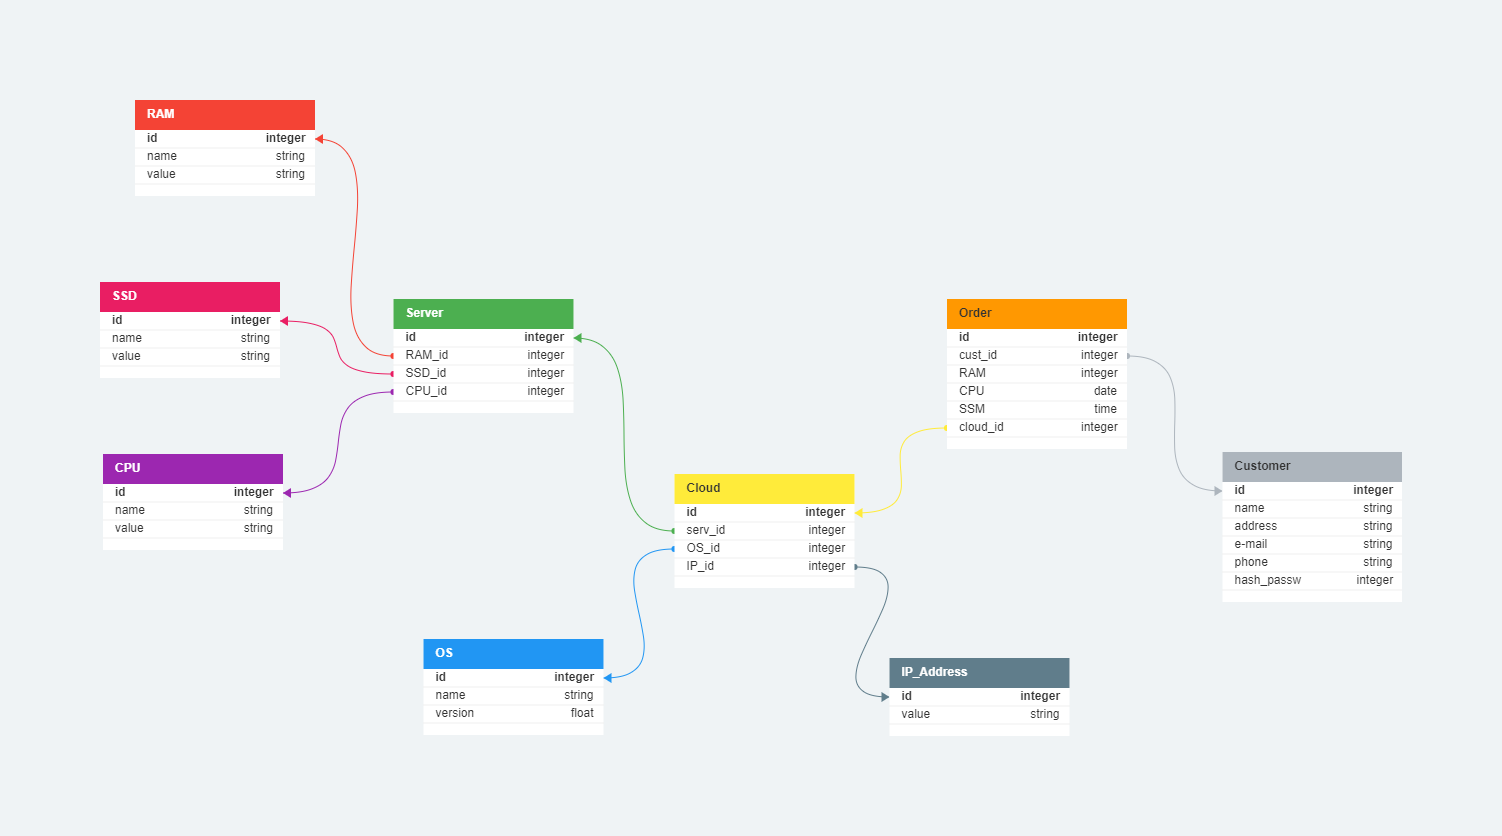 RAM
id integer
name string
value string
SSD
id integer
name string
value string
CPU
id integer
name string
value string
Server
id integer
RAM_id integer
SSD_id integer
CPU_id integer
OS
id integer
name string
version float
Cloud
id integer
serv_id integer
OS_id integer
IP_id integer
Order
id integer
cust_id integer
RAM integer
CPU date
SSM time
cloud_id integer
IP_Address
id integer
value string
Customer
id integer
name string
address string
e-mail string
phone string
hash_passw integer